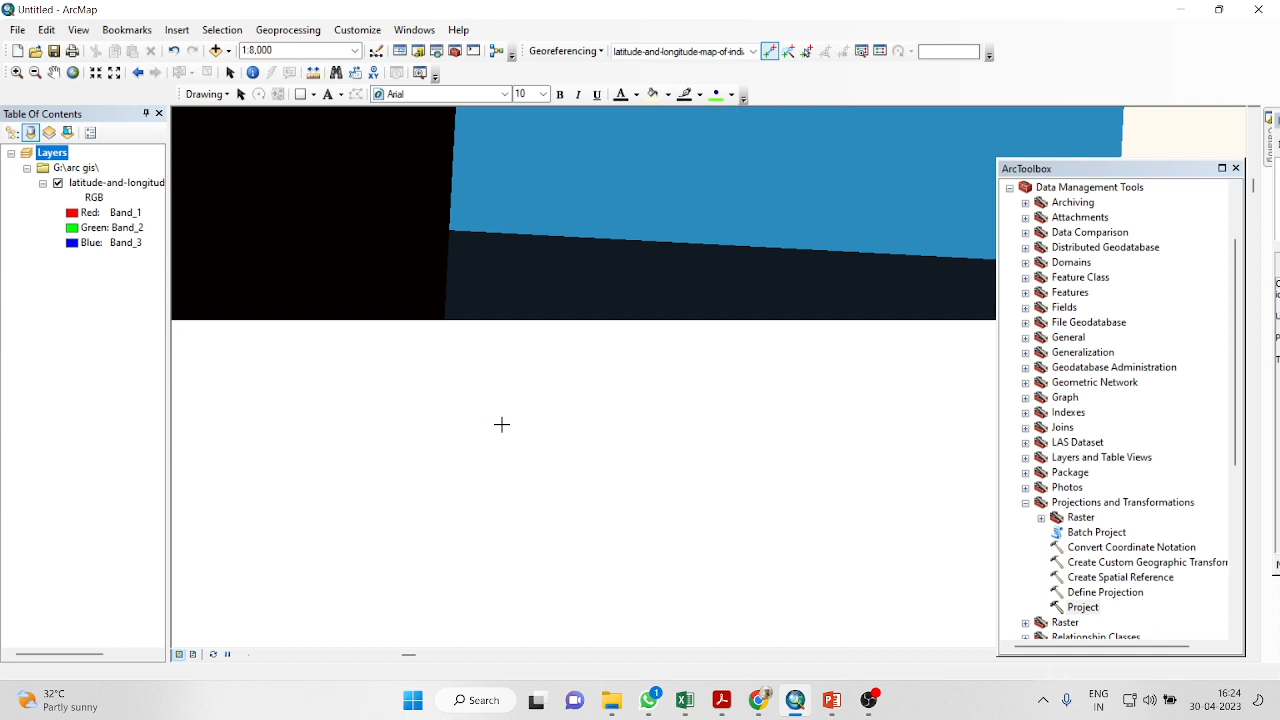 Untitled - ArcMap
File Edit View Bookmarks Insert Selection Geoprocessing Customize Windows Help
1:8,000 Georeferencing latitude-and-longitude-map-of-indi
Drawing A Arial 10 B I U A
Table Of Contents
Layers
G:\arc gis\
latitude-and-longitud
RGB
Red: Band_1
Green: Band_2
Blue: Band_3
ArcToolbox
Data Management Tools
Archiving
Attachments
Data Comparison
Distributed Geodatabase
Domains
Feature Class
Features
Fields
File Geodatabase
General
Generalization
Geodatabase Administration
Geometric Network
Graph
Indexes
Joins
LAS Dataset
Layers and Table Views
Package
Photos
Projections and Transformations
Raster
Batch Project
Convert Coordinate Notation
Create Custom Geographic Transfor
Create Spatial Reference
Define Projection
Project
Raster
Relationship Classes
32°C
Partly sunny
Search
1
ENG
IN
16:24
30-04-2023